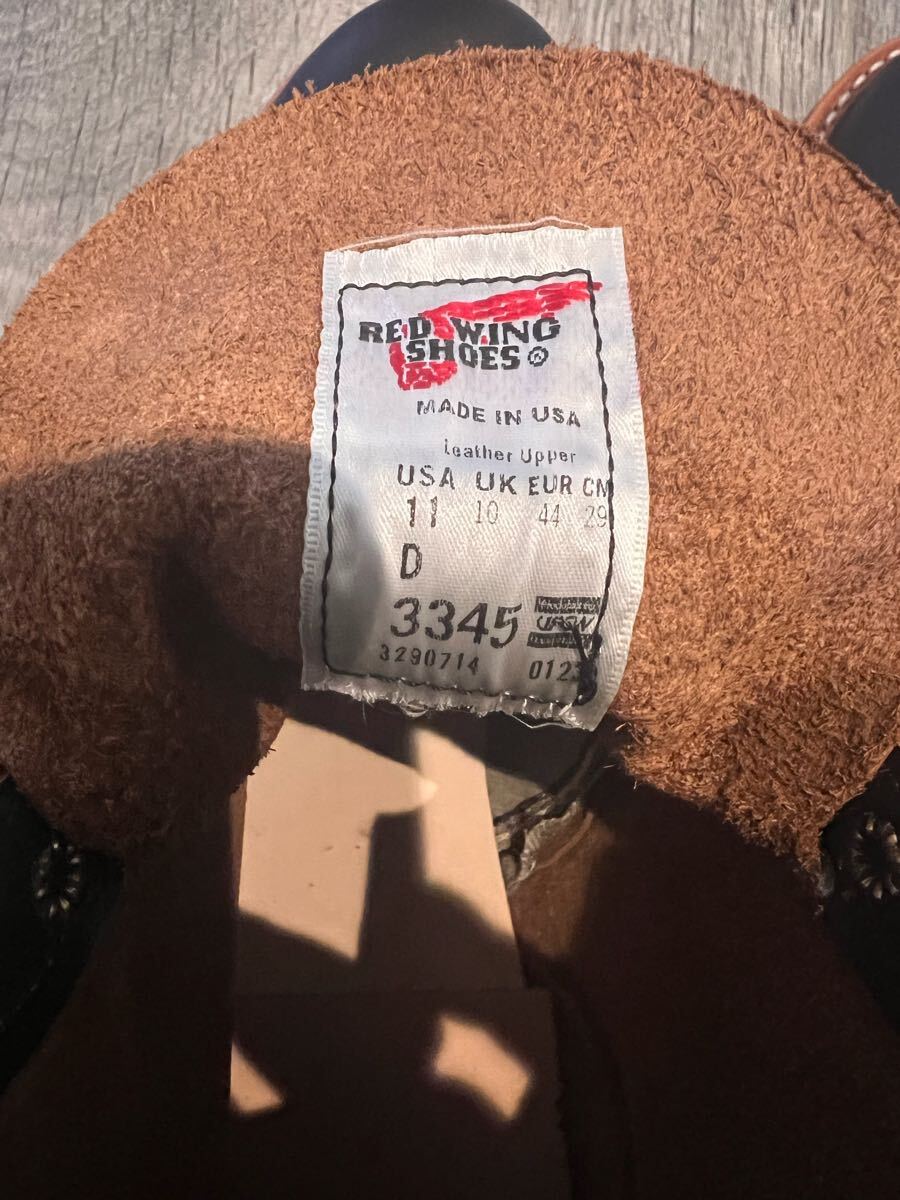 RED WING
SHOES
MADE IN USA
Leather Upper
USA UK EUR CM
11 10 44 29
D
3345
3290714 0123